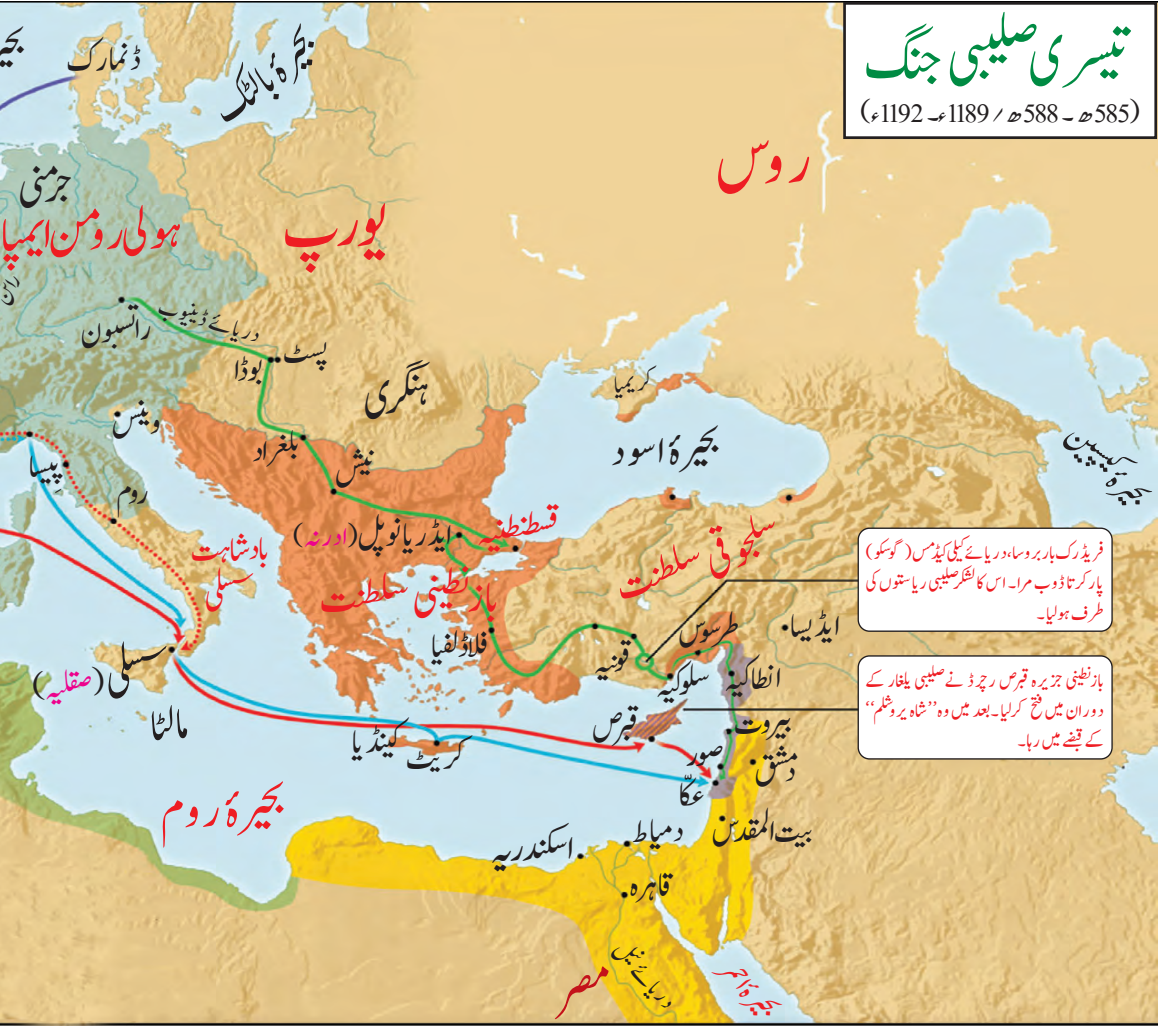 تیسری صلیبی جنگ
(585ھ ـ 588ھ / 1189ء ـ 1192ء)
ڈنمارک
بحیرۂ بالٹک
روس
جرمنی
ہولی رومن ایمپا
یورپ
رائن
راتسبون
دریائے ڈینیوب
پسٹ
بوڈا
ہنگری
کریمیا
وینس
بلغراد
نیش
بحیرۂ اسود
بحیرۂ کیسپین
پیسا
روم
ایڈریانوپل (ادرنہ)
قسطنطنیہ
سلجوقی سلطنت
بادشاہت
سسلی
بازنطینی سلطنت
فریڈرک باربروسا، دریائے کیلی کیڈمس (گوسکو)
پار کرتا ڈوب مرا۔ اس کا لشکر صلیبی ریاستوں کی
طرف ہولیا۔
فلاڈلفیا
قونیہ
طرسوس
ایڈیسا
سلوکیہ
انطاکیہ
سسلی (صقلیہ)
مالٹا
کینڈیا
کریٹ
قبرص
بازنطینی جزیرہ قبرص رچرڈ نے صلیبی یلغار کے
دوران میں فتح کرلیا۔ بعد میں وہ ’’شاہ یروشلم‘‘
کے قبضے میں رہا۔
بیروت
صور
دمشق
عکّا
بحیرۂ روم
بیت المقدس
دمیاط
اسکندریہ
قاہرہ
دریائے نیل
مصر
بحیرۂ احمر